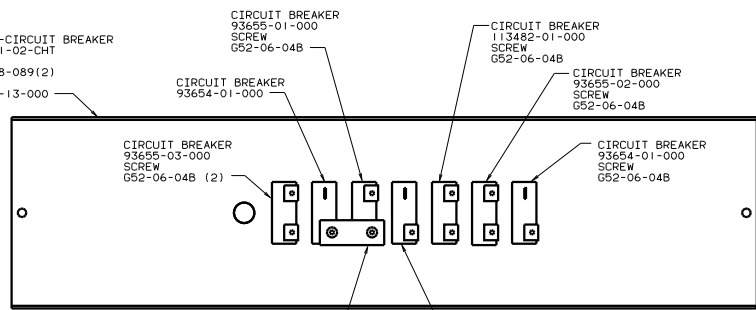 CIRCUIT BREAKER
93655-01-000
SCREW
G52-06-04B
-CIRCUIT BREAKER
1-02-CHT
8-089(2)
-13-000
CIRCUIT BREAKER
93654-01-000
CIRCUIT BREAKER
113482-01-000
SCREW
G52-06-04B
CIRCUIT BREAKER
93655-02-000
SCREW
G52-06-04B
CIRCUIT BREAKER
93655-03-000
SCREW
G52-06-04B (2)
CIRCUIT BREAKER
93654-01-000
SCREW
G52-06-04B